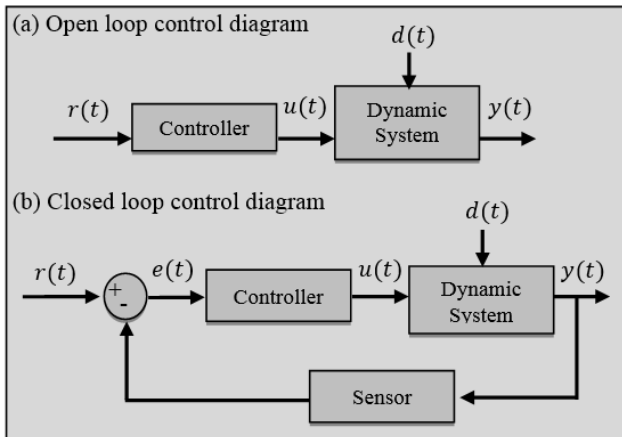 (a) Open loop control diagram
d(t)
r(t)
Controller
u(t)
Dynamic
System
y(t)
(b) Closed loop control diagram
d(t)
r(t)
+
-
e(t)
Controller
u(t)
Dynamic
System
y(t)
Sensor